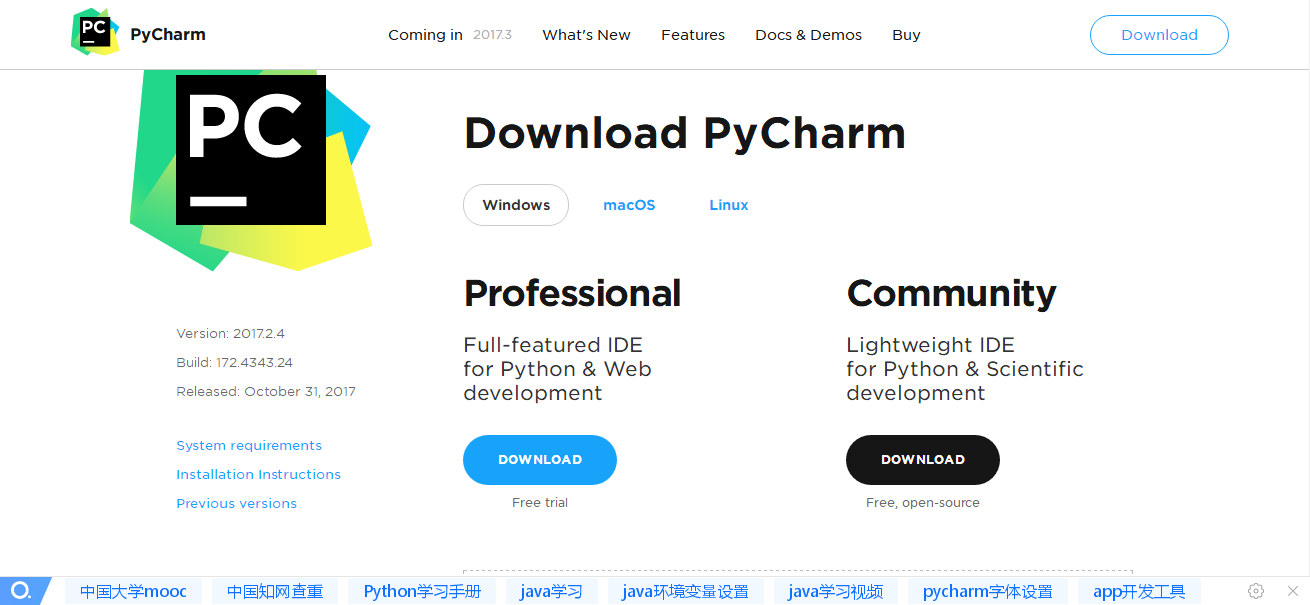 PC PyCharm Coming in 2017.3 What's New Features Docs & Demos Buy Download
PC
Download PyCharm
Windows macOS Linux
Professional
Full-featured IDE
for Python & Web
development
DOWNLOAD
Free trial
Community
Lightweight IDE
for Python & Scientific
development
DOWNLOAD
Free, open-source
Version: 2017.2.4
Build: 172.4343.24
Released: October 31, 2017
System requirements
Installation Instructions
Previous versions
中国大学mooc 中国知网查重 Python学习手册 java学习 java环境变量设置 java学习视频 pycharm字体设置 app开发工具